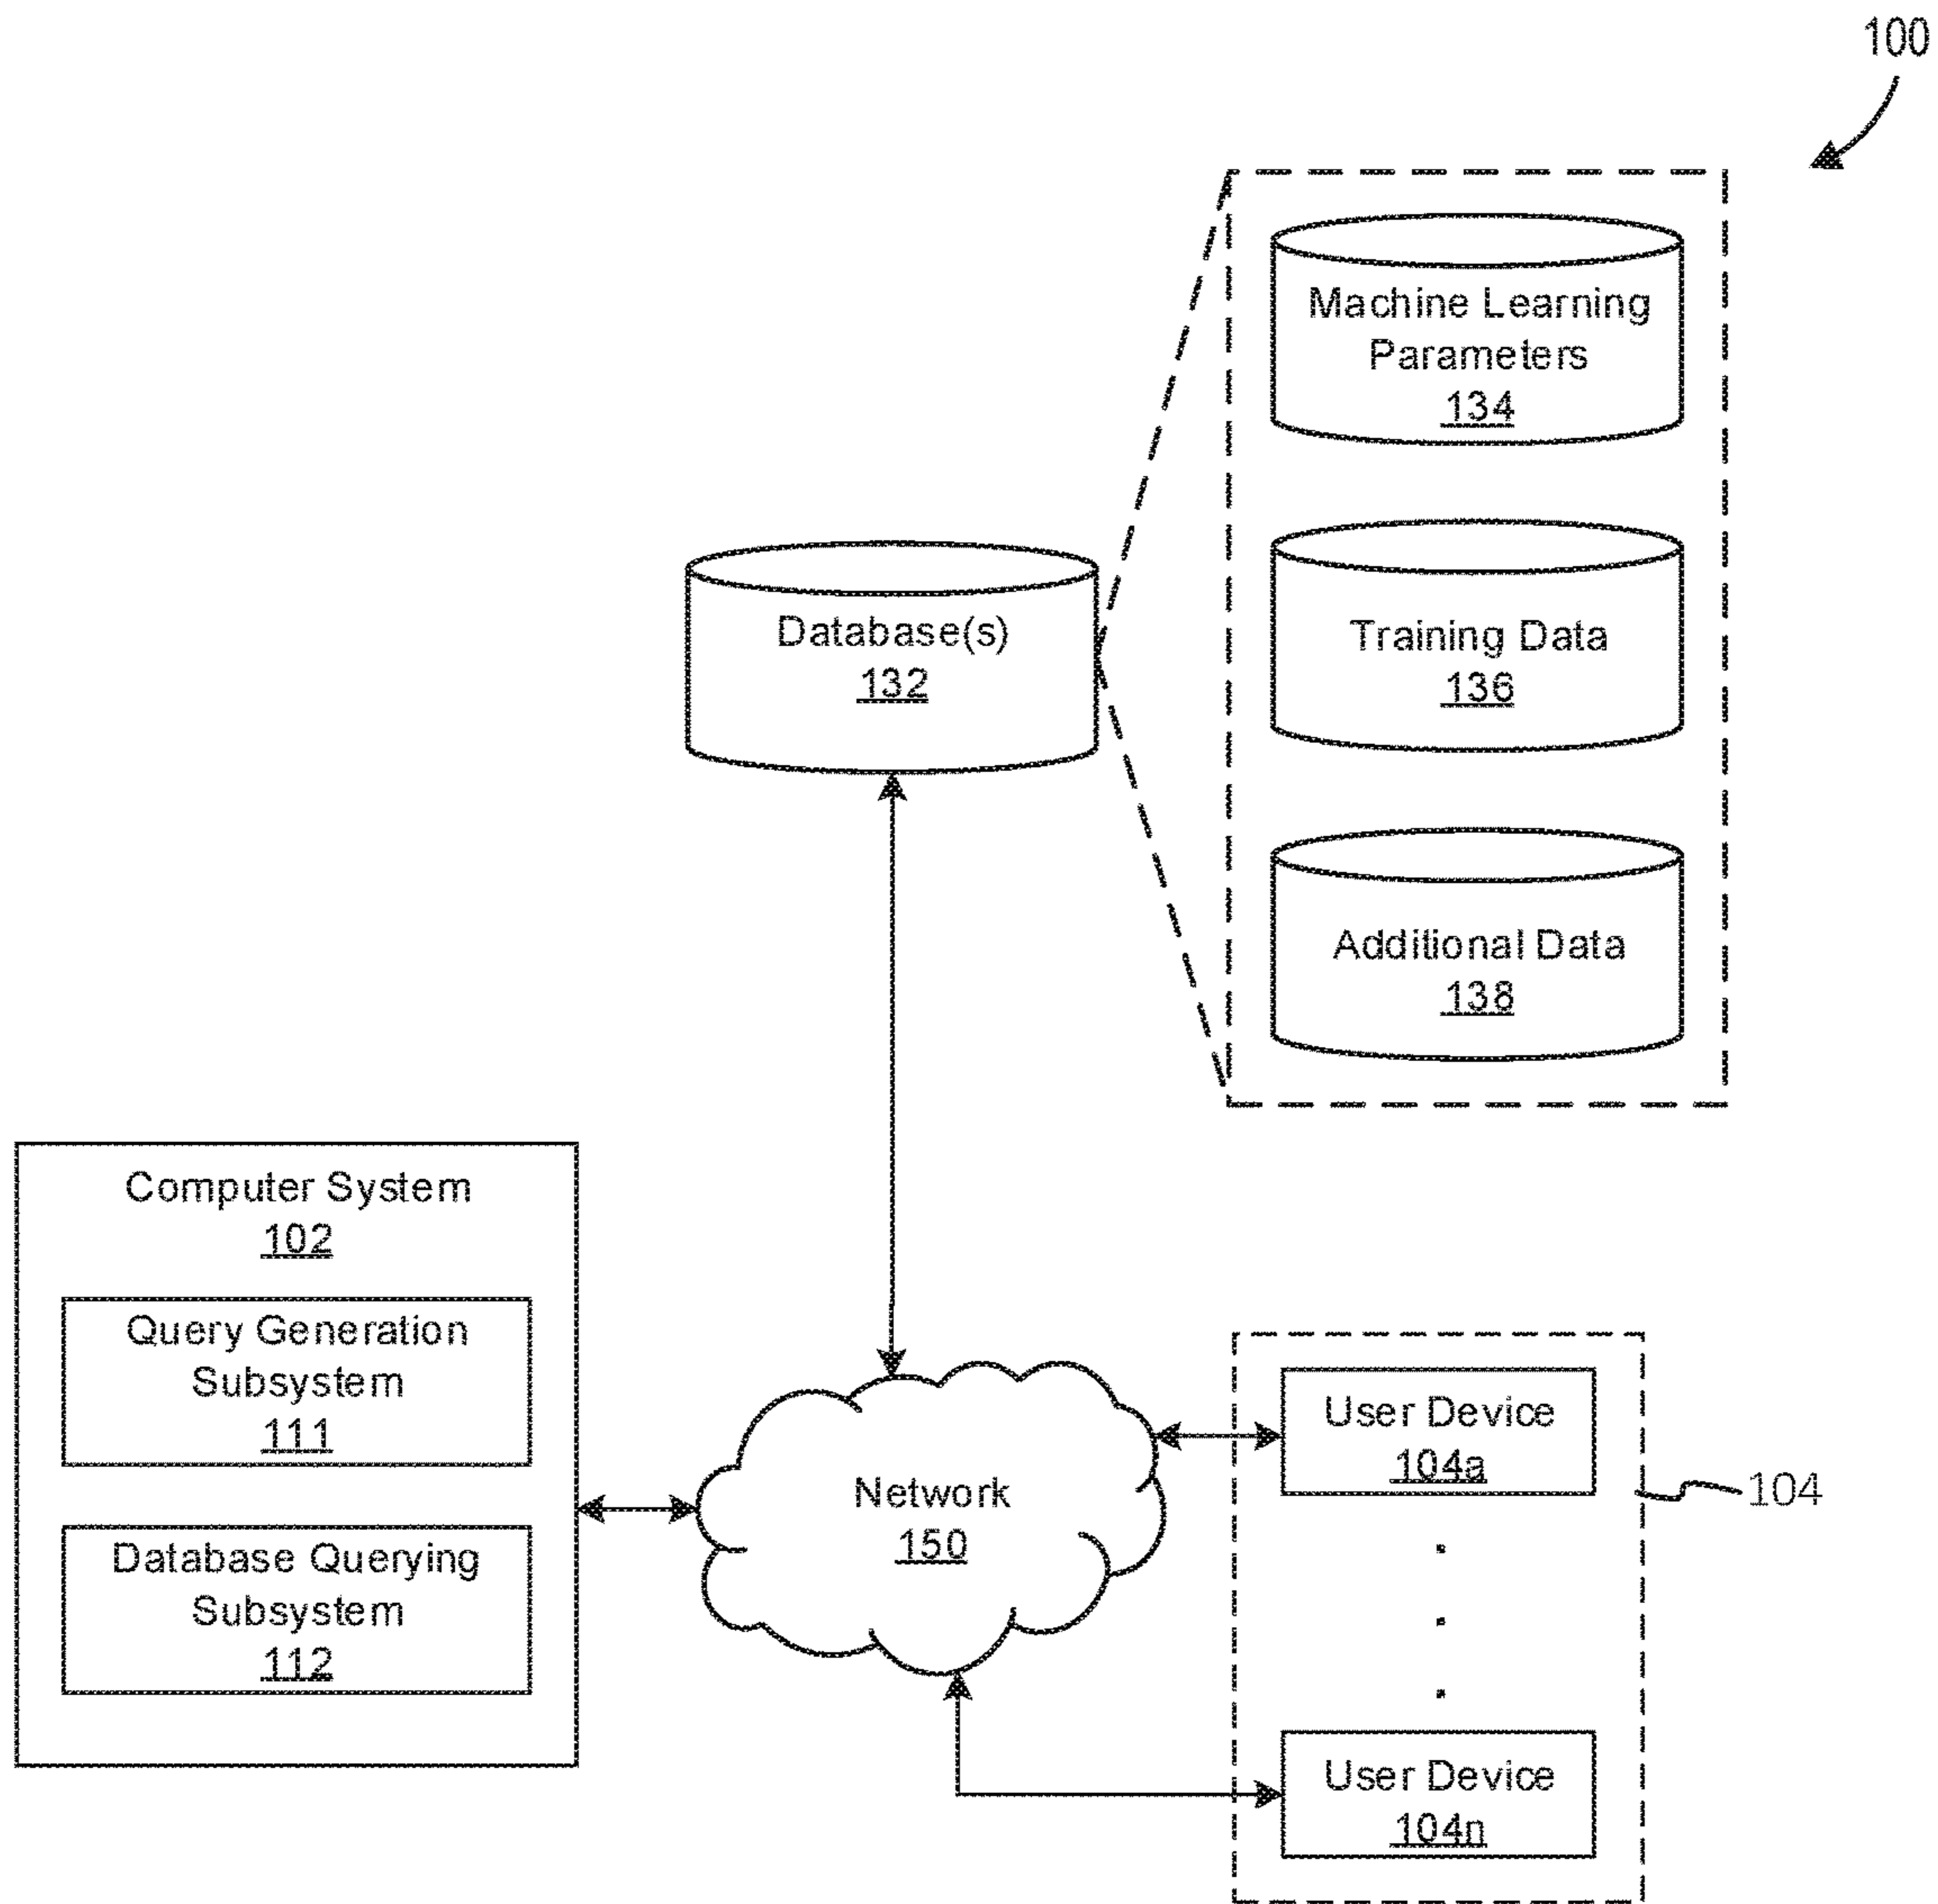 100
Machine Learning
Parameters
134
Database(s)
132
Training Data
136
Additional Data
138
Computer System
102
Query Generation
Subsystem
111
Database Querying
Subsystem
112
Network
150
User Device
104a
104
User Device
104n